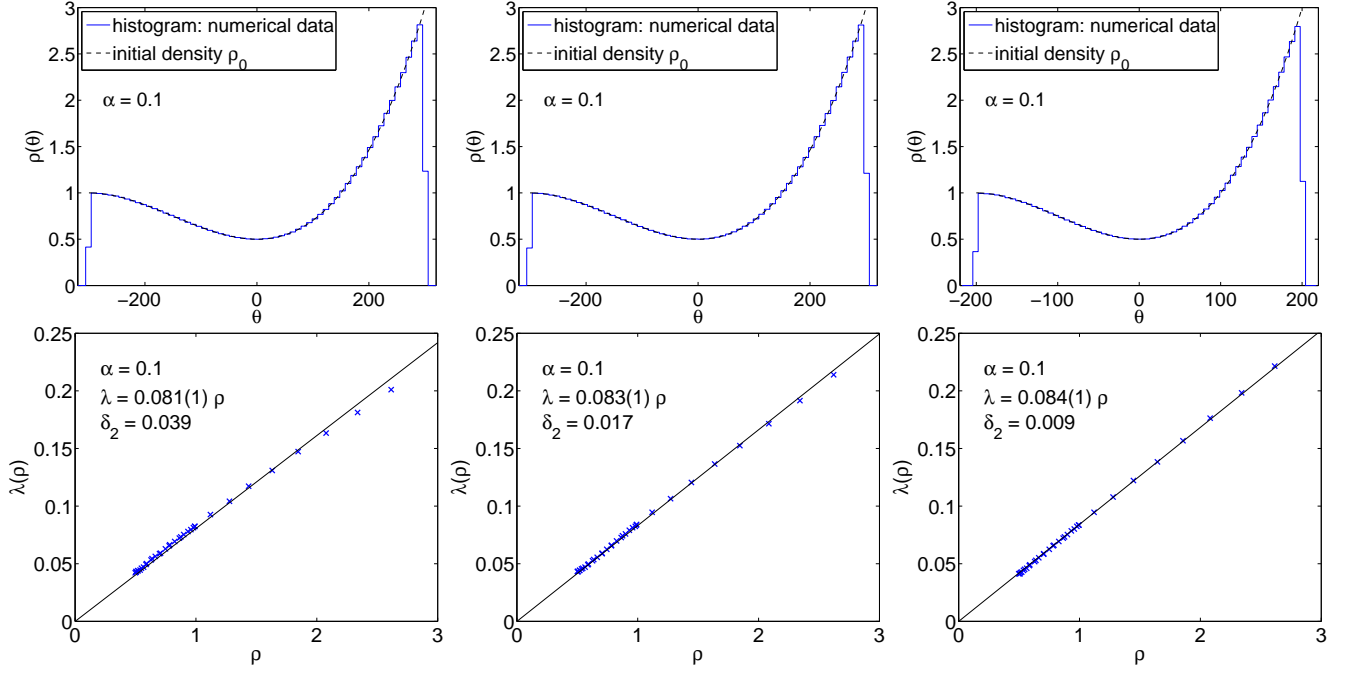 3
2.5
2
1.5
1
0.5
0
ρ(θ)
histogram: numerical data
initial density ρ_0
α = 0.1
−200
0
200
θ
3
2.5
2
1.5
1
0.5
0
ρ(θ)
histogram: numerical data
initial density ρ_0
α = 0.1
−200
0
200
θ
3
2.5
2
1.5
1
0.5
0
ρ(θ)
histogram: numerical data
initial density ρ_0
α = 0.1
−200
−100
0
100
200
θ
0.25
0.2
0.15
0.1
0.05
0
λ(ρ)
α = 0.1
λ = 0.081(1) ρ
δ_2 = 0.039
0
1
2
3
ρ
0.25
0.2
0.15
0.1
0.05
0
λ(ρ)
α = 0.1
λ = 0.083(1) ρ
δ_2 = 0.017
0
1
2
3
ρ
0.25
0.2
0.15
0.1
0.05
0
λ(ρ)
α = 0.1
λ = 0.084(1) ρ
δ_2 = 0.009
0
1
2
3
ρ